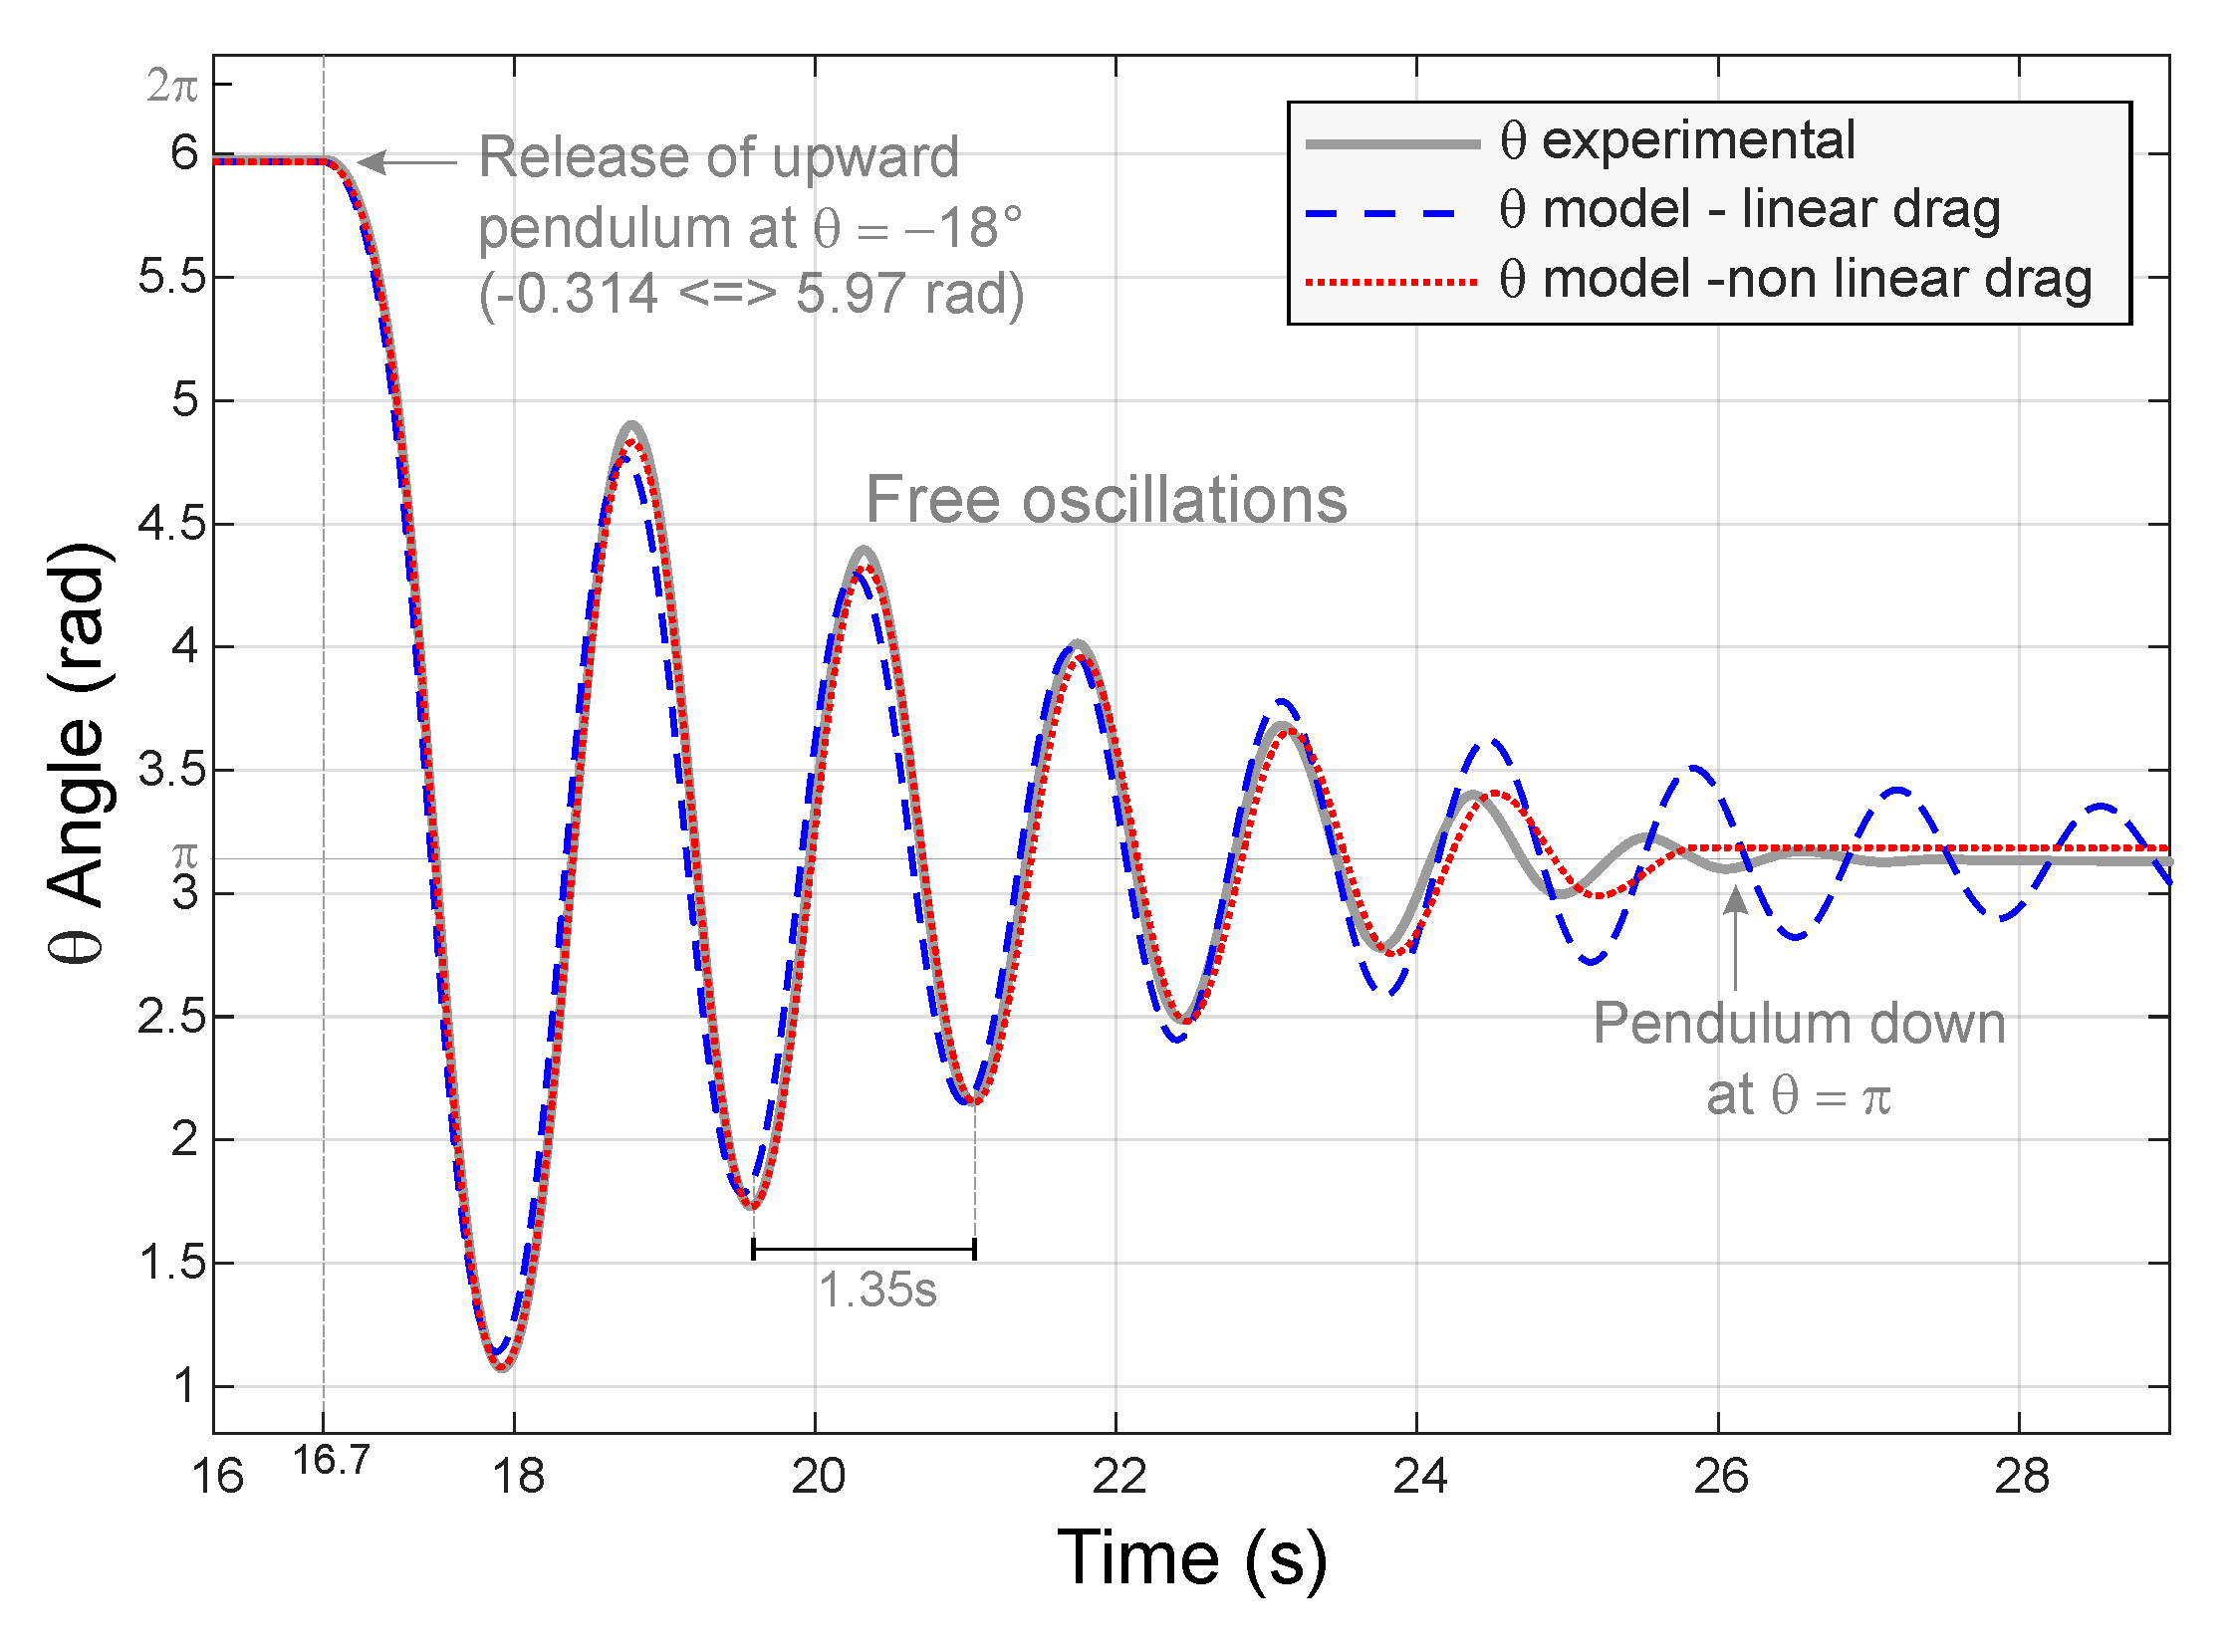 2π
6
5.5
5
4.5
4
3.5
π
3
2.5
2
1.5
1
θ Angle (rad)
Release of upward
pendulum at θ = −18°
(-0.314 <=> 5.97 rad)
θ experimental
θ model - linear drag
θ model -non linear drag
Free oscillations
Pendulum down
at θ = π
1.35s
16
16.7
18
20
22
24
26
28
Time (s)